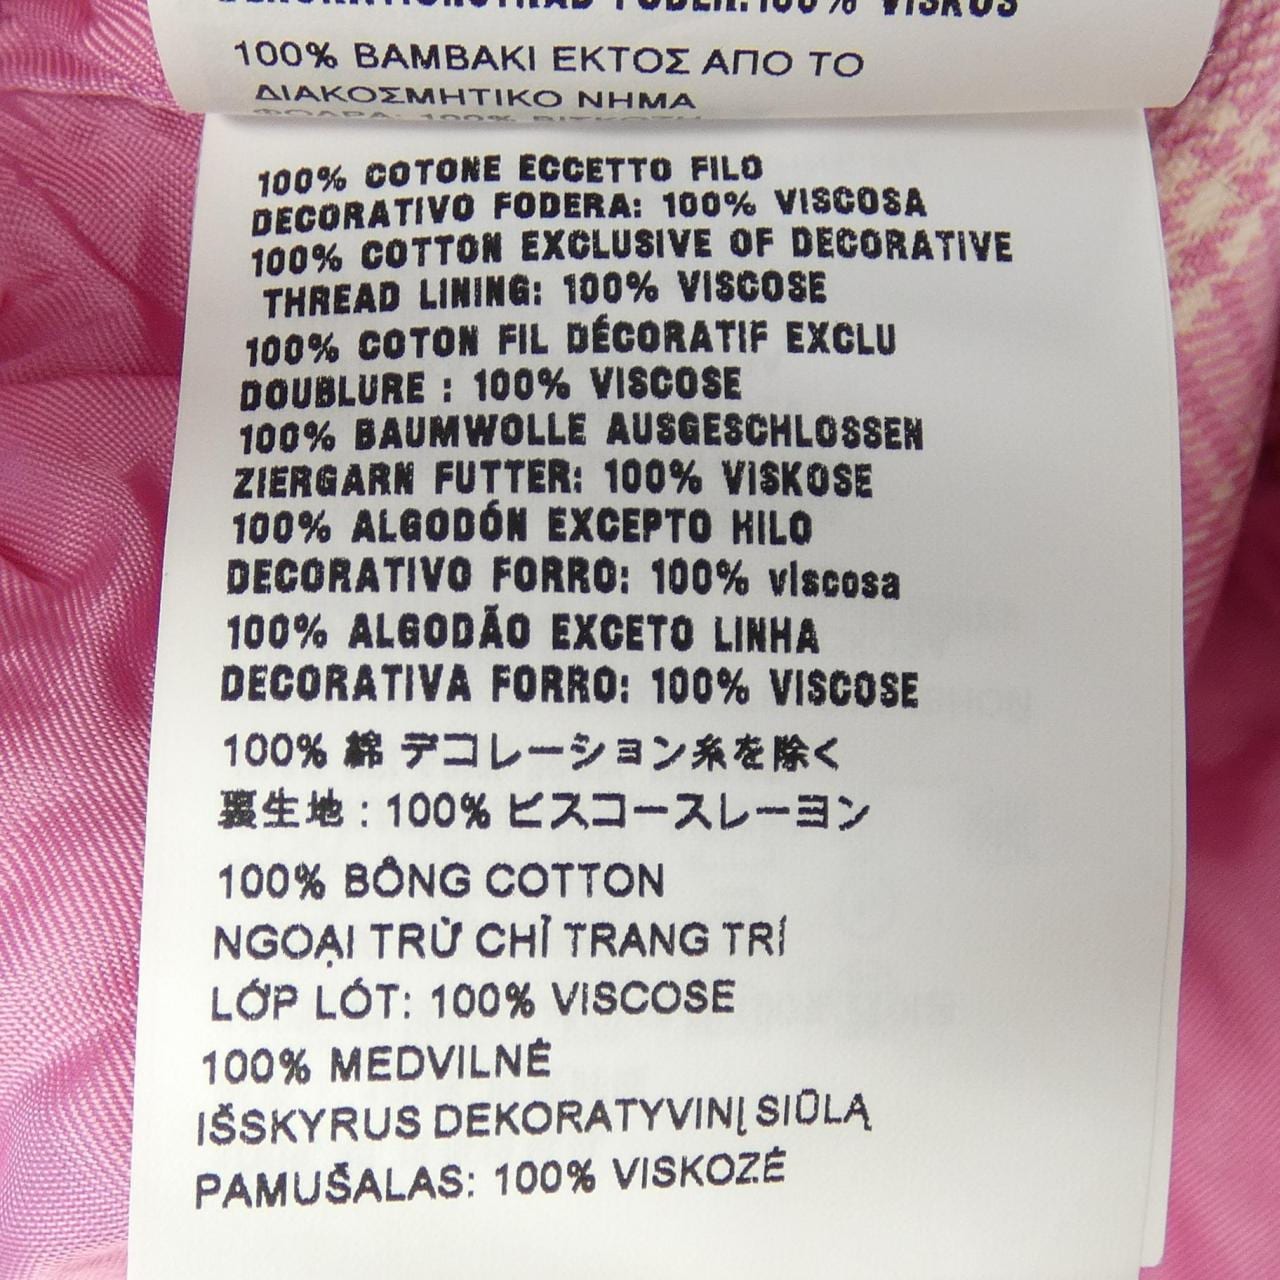 100% ΒΑΜΒΑΚΙ ΕΚΤΟΣ ΑΠΟ ΤΟ
ΔΙΑΚΟΣΜΗΤΙΚΟ ΝΗΜΑ
100% COTONE ECCETTO FILO
DECORATIVO FODERA: 100% VISCOSA
100% COTTON EXCLUSIVE OF DECORATIVE
THREAD LINING: 100% VISCOSE
100% COTON FIL DÉCORATIF EXCLU
DOUBLURE : 100% VISCOSE
100% BAUMWOLLE AUSGESCHLOSSEN
ZIERGARN FUTTER: 100% VISKOSE
100% ALGODÓN EXCEPTO HILO
DECORATIVO FORRO: 100% viscosa
100% ALGODÃO EXCETO LINHA
DECORATIVA FORRO: 100% VISCOSE
100% 綿 デコレーション糸を除く
裏生地 : 100% ビスコースレーヨン
100% BÔNG COTTON
NGOẠI TRỪ CHỈ TRANG TRÍ
LỚP LÓT: 100% VISCOSE
100% MEDVILNĖ
IŠSKYRUS DEKORATYVINĮ SIŪLĄ
PAMUŠALAS: 100% VISKOZĖ